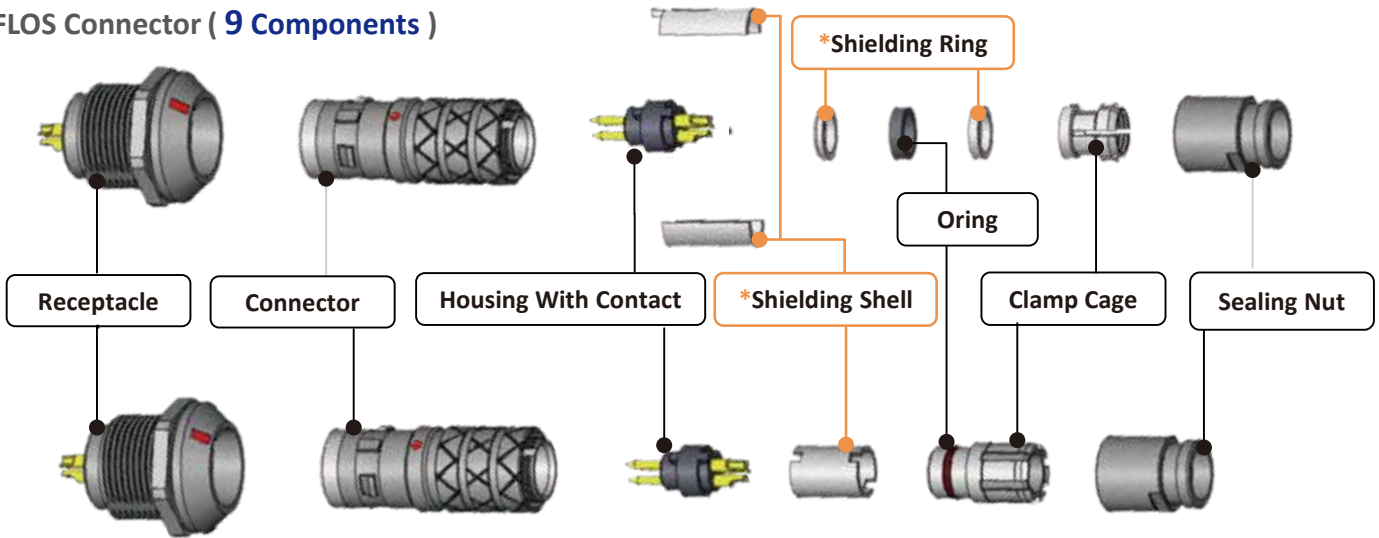 FLOS Connector ( 9 Components )
*Shielding Ring
Oring
Receptacle
Connector
Housing With Contact
*Shielding Shell
Clamp Cage
Sealing Nut